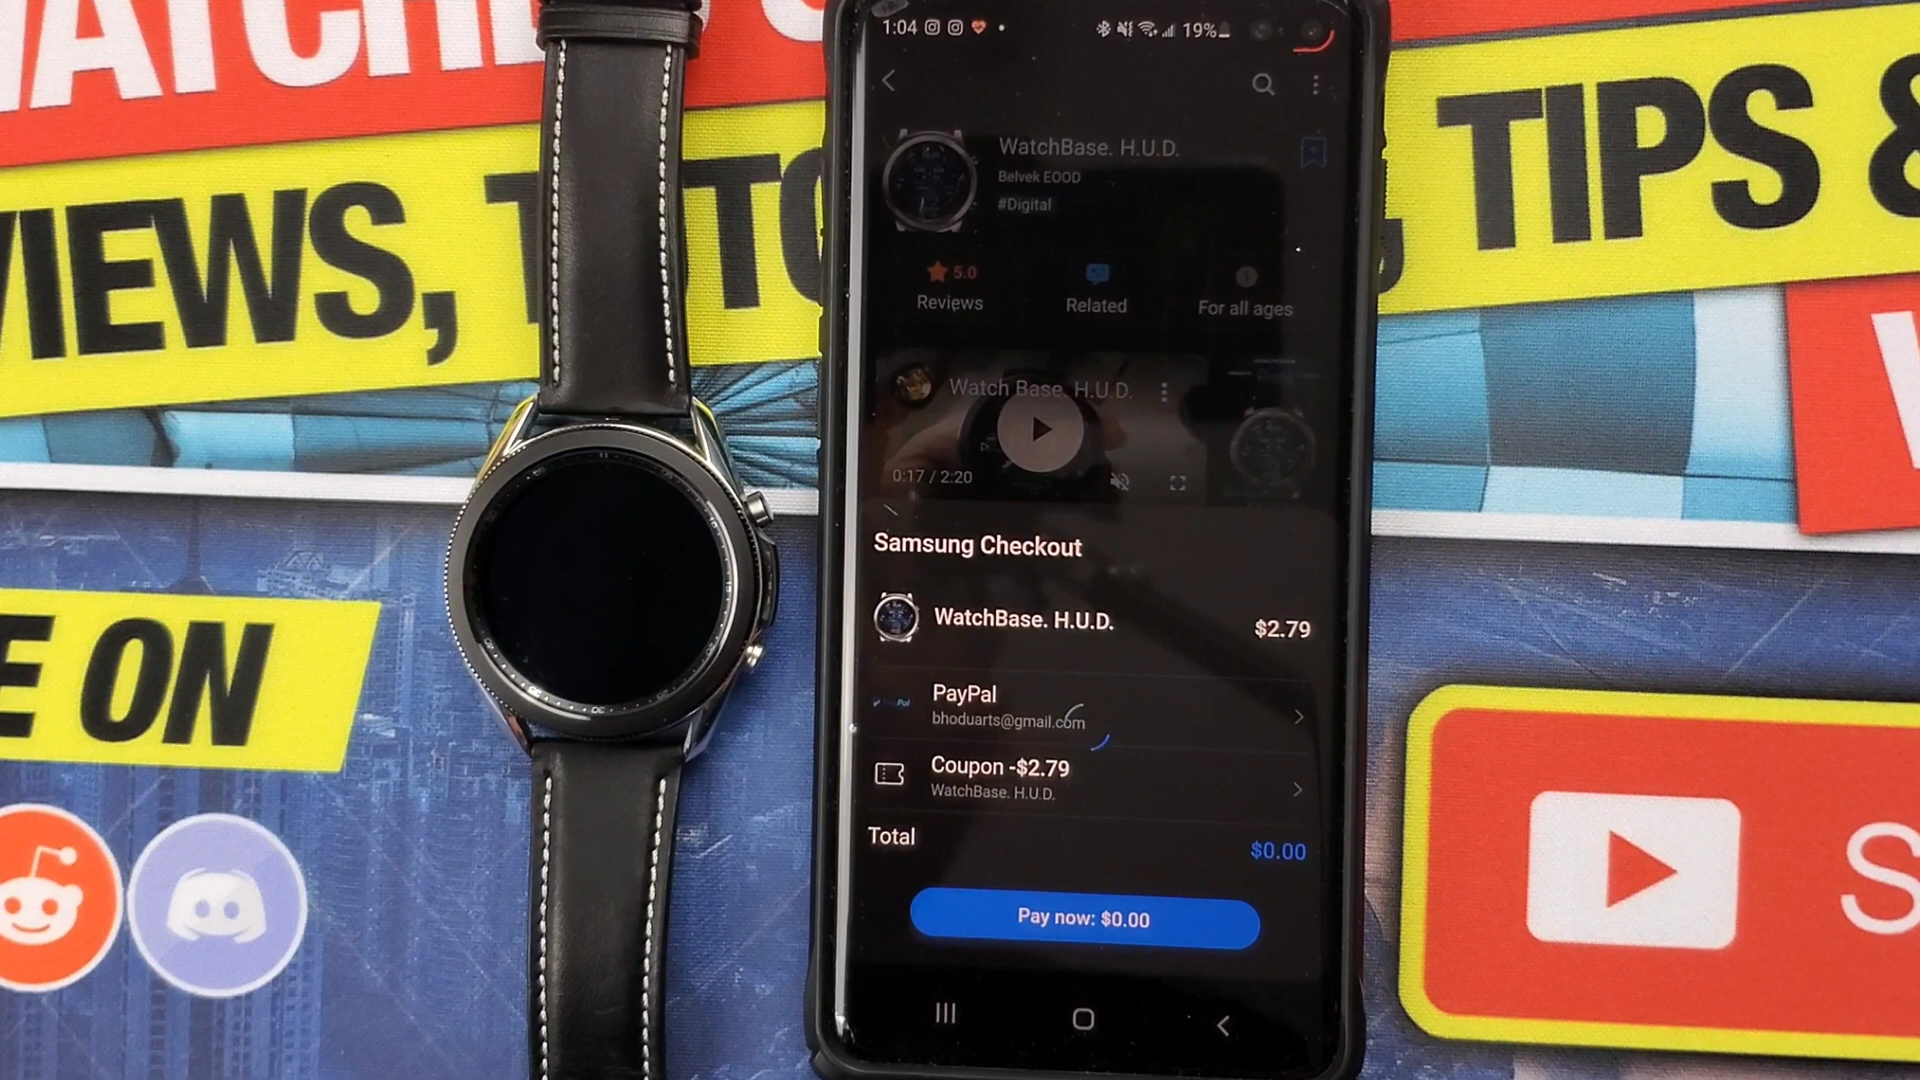 TIPS &
VIEWS,
E ON
S
1:04
19%
WatchBase. H.U.D.
Belvek EOOD
#Digital
5.0
Reviews
Related
For all ages
Watch Base. H.U.D.
0:17 / 2:20
Samsung Checkout
WatchBase. H.U.D.
$2.79
PayPal
bhoduarts@gmail.com
Coupon -$2.79
WatchBase. H.U.D.
Total
$0.00
Pay now: $0.00